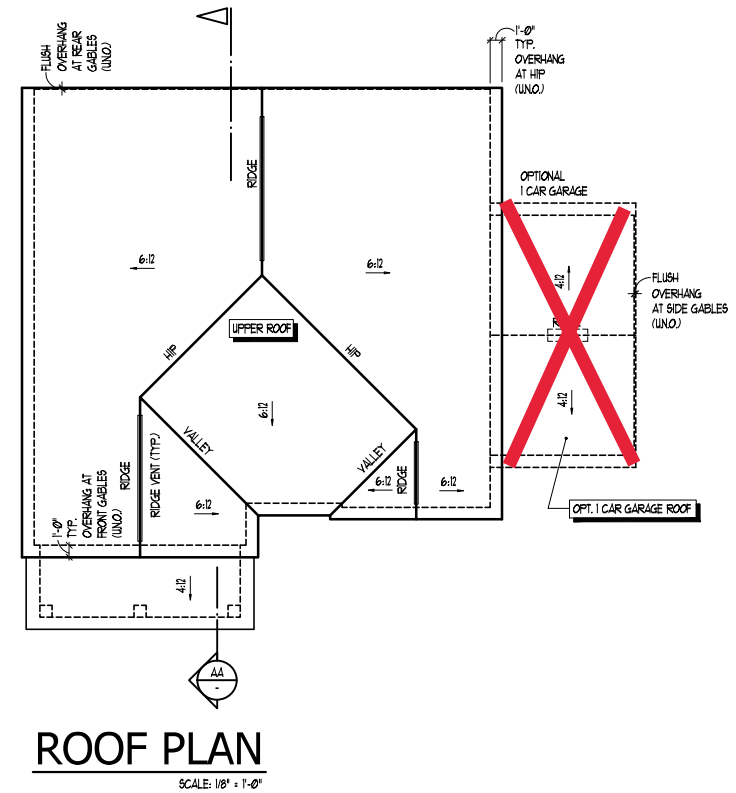 FLUSH
OVERHANG
AT REAR
GABLES
(U.N.O.)
1'-0"
TYP.
OVERHANG
AT HIP
(U.N.O.)
RIDGE
OPTIONAL
1 CAR GARAGE
6:12
6:12
4:12
FLUSH
OVERHANG
AT SIDE GABLES
(U.N.O.)
UPPER ROOF
HIP
HIP
4:12
6:12
VALLEY
VALLEY
RIDGE
RIDGE VENT (TYP.)
6:12
6:12
RIDGE
6:12
1'-0"
TYP.
OVERHANG AT
FRONT GABLES
(U.N.O.)
OPT. 1 CAR GARAGE ROOF
4:12
AA
-
ROOF PLAN
SCALE: 1/8" = 1'-0"